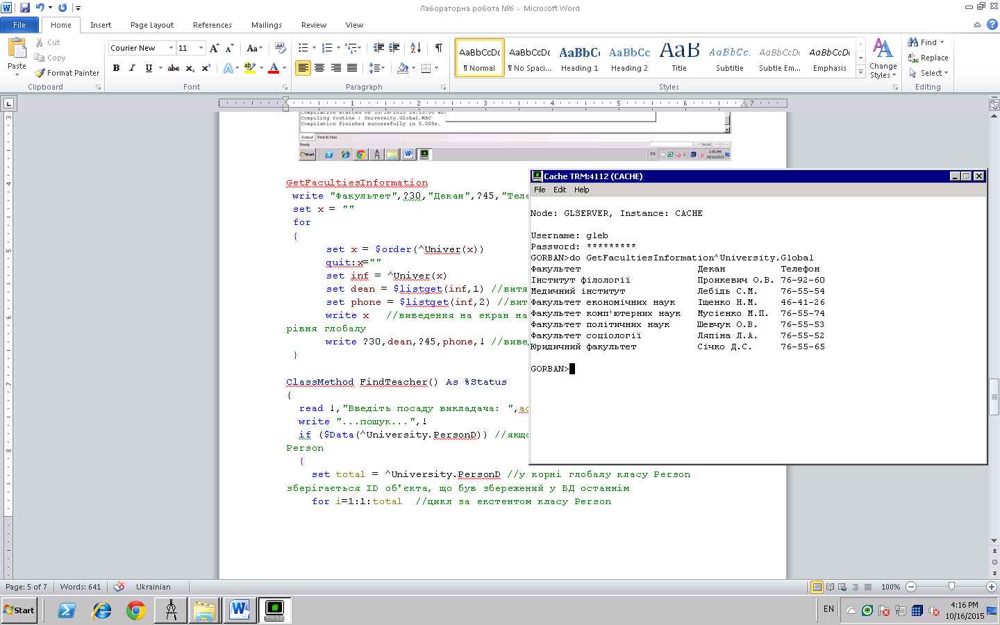 Лабораторна робота №6 - Microsoft Word
File Home Insert Page Layout References Mailings Review View
Paste
Cut
Copy
Format Painter
Clipboard
Courier New 11
Font
Paragraph
AaBbCcDc AaBbCcDc AaBbC AaBbCc AaB AaBbCc. AaBbCcDc AaBbCcDc
¶ Normal ¶ No Spaci... Heading 1 Heading 2 Title Subtitle Subtle Em... Emphasis
Styles
Change Styles
Find
Replace
Select
Editing
Compiling routine : University.Global.MAC
Compilation finished successfully in 0.008s.
Output Find In Files
Ready
CAP NUM OVR READ
Start
EN 2:55 PM
10/16/2015
GetFacultiesInformation
write "Факультет",?30,"Декан",?45,"Теле
set x = ""
for
{
set x = $order(^Univer(x))
quit:x=""
set inf = ^Univer(x)
set dean = $listget(inf,1) //витя
set phone = $listget(inf,2) //вит
write x //виведення на екран на
рівня глобалу
write ?30,dean,?45,phone,! //виве
}
ClassMethod FindTeacher() As %Status
{
read !,"Введіть посаду викладача: ",
write "...пошук...",!
if ($Data(^University.PersonD)) //якщо
Person
{
set total = ^University.PersonD //у корні глобалу класу Person
зберігається ID об'єкта, що був збережений у БД останнім
for i=1:1:total //цикл за екстентом класу Person
Cache TRM:4112 (CACHE)
File Edit Help
Node: GLSERVER, Instance: CACHE
Username: gleb
Password: *********
GORBAN>do GetFacultiesInformation^University.Global
Факультет Декан Телефон
Інститут філології Пронкевич О.В. 76-92-60
Медичний інститут Лебідь С.М. 76-55-54
Факультет економічних наук Іщенко Н.М. 46-41-26
Факультет комп'ютерних наук Мусієнко М.П. 76-55-74
Факультет політичних наук Шевчук О.В. 76-55-53
Факультет соціології Ляпіна Л.А. 76-55-52
Юридичний факультет Січко Д.С. 76-55-65
GORBAN>
Page: 5 of 7 Words: 641 Ukrainian 100%
Start EN 4:16 PM
10/16/2015